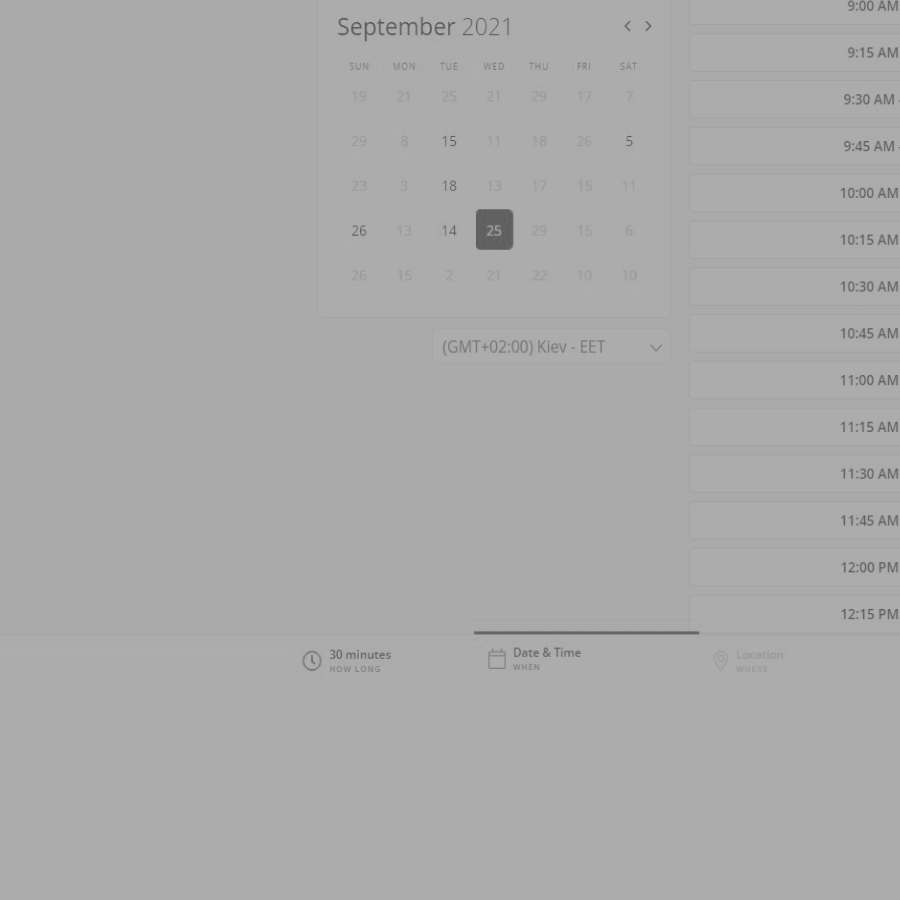 September 2021
SUN MON TUE WED THU FRI SAT
19 21 25 21 29 17 7
29 8 15 11 18 26 5
23 3 18 13 17 15 11
26 13 14 25 29 15 6
26 15 2 21 22 10 10
(GMT+02:00) Kiev - EET
9:00 AM
9:15 AM
9:30 AM -
9:45 AM -
10:00 AM
10:15 AM
10:30 AM
10:45 AM
11:00 AM
11:15 AM
11:30 AM
11:45 AM
12:00 PM
12:15 PM
30 minutes
HOW LONG
Date & Time
WHEN
Location
WHERE